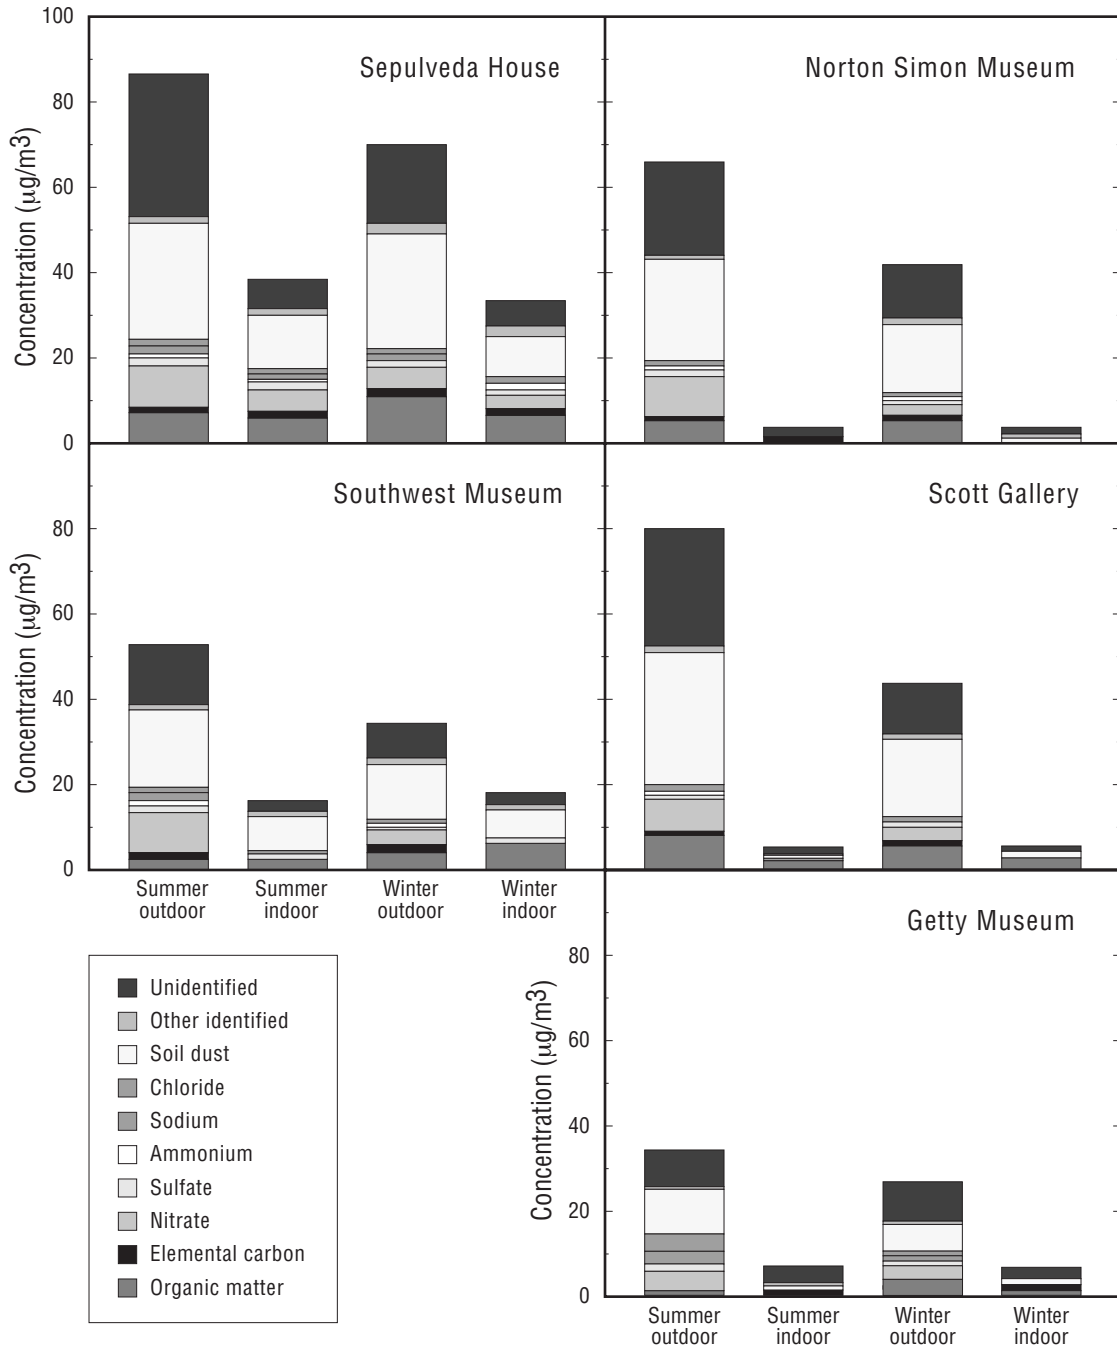 100
80
60
40
20
0
Concentration (µg/m3)
Sepulveda House
Norton Simon Museum
80
60
40
20
0
Concentration (µg/m3)
Southwest Museum
Scott Gallery
Summer outdoor
Summer indoor
Winter outdoor
Winter indoor
Unidentified
Other identified
Soil dust
Chloride
Sodium
Ammonium
Sulfate
Nitrate
Elemental carbon
Organic matter
Getty Museum
80
60
40
20
0
Concentration (µg/m3)
Summer outdoor
Summer indoor
Winter outdoor
Winter indoor